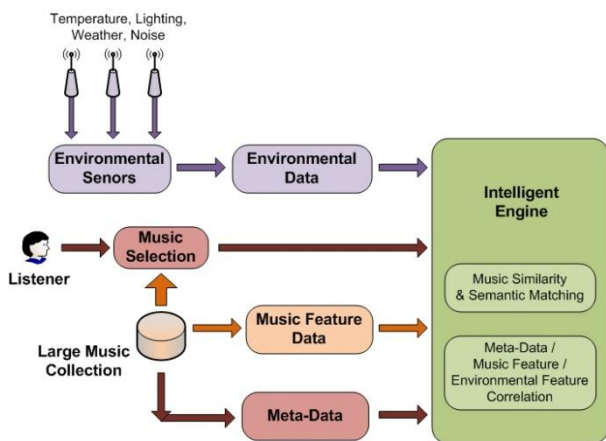 Temperature, Lighting,
Weather, Noise
Environmental
Senors
Environmental
Data
Intelligent
Engine
Music
Selection
Listener
Music Similarity
& Semantic Matching
Music Feature
Data
Large Music
Collection
Meta-Data /
Music Feature /
Environmental Feature
Correlation
Meta-Data